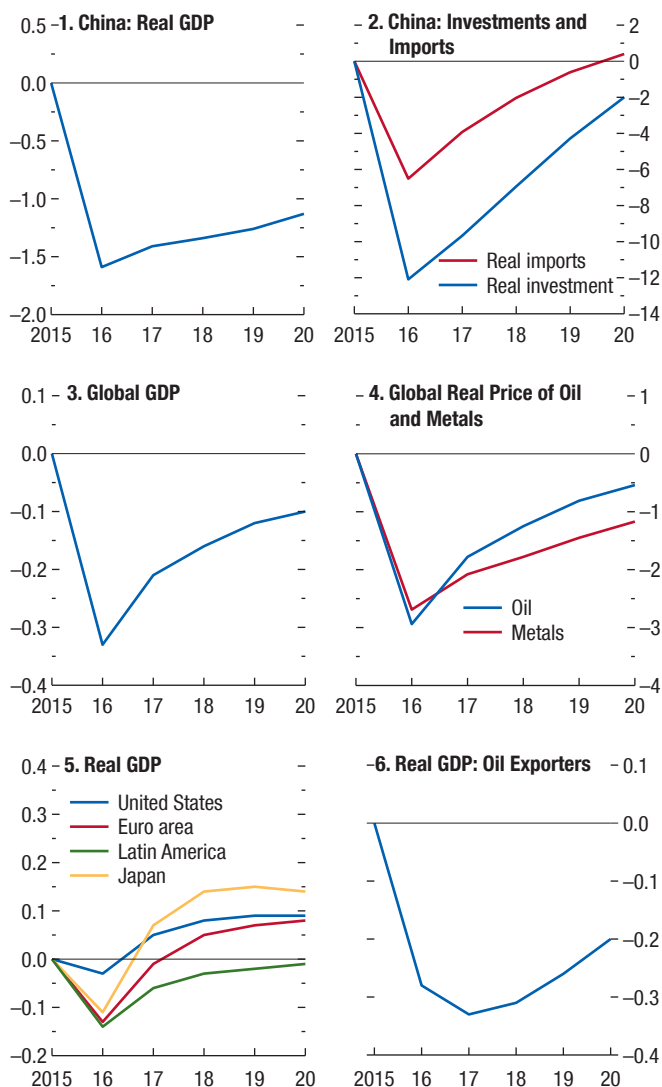 1. China: Real GDP
0.5
0.0
–0.5
–1.0
–1.5
–2.0
2015 16 17 18 19 20
2. China: Investments and
Imports
2
0
–2
–4
–6
–8
–10
–12
–14
Real imports
Real investment
2015 16 17 18 19 20
3. Global GDP
0.1
0.0
–0.1
–0.2
–0.3
–0.4
2015 16 17 18 19 20
4. Global Real Price of Oil
and Metals
1
0
–1
–2
–3
–4
Oil
Metals
2015 16 17 18 19 20
5. Real GDP
0.4
0.3
0.2
0.1
0.0
–0.1
–0.2
United States
Euro area
Latin America
Japan
2015 16 17 18 19 20
6. Real GDP: Oil Exporters
0.1
0.0
–0.1
–0.2
–0.3
–0.4
2015 16 17 18 19 20